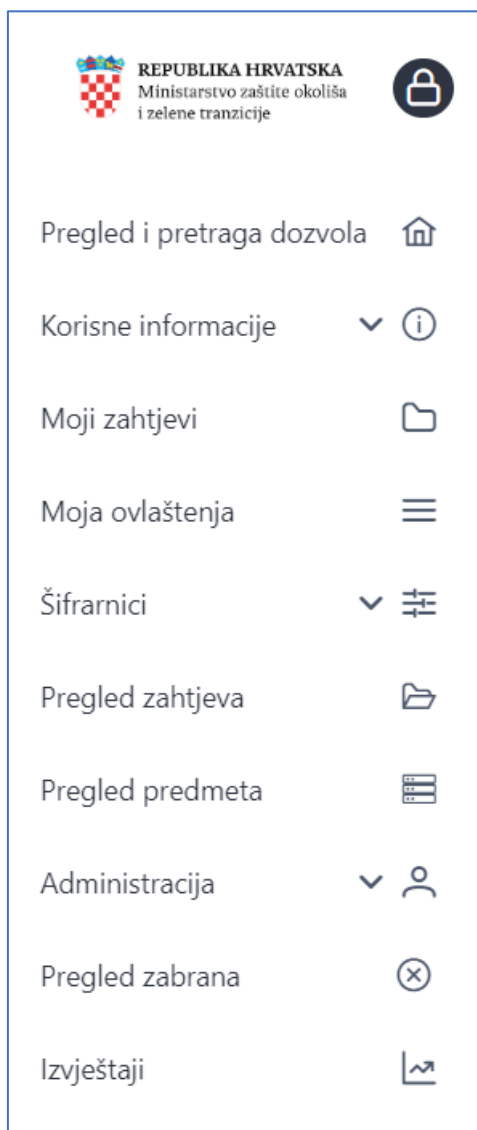 REPUBLIKA HRVATSKA
Ministarstvo zaštite okoliša
i zelene tranzicije
Pregled i pretraga dozvola
Korisne informacije
Moji zahtjevi
Moja ovlaštenja
Šifrarnici
Pregled zahtjeva
Pregled predmeta
Administracija
Pregled zabrana
Izvještaji